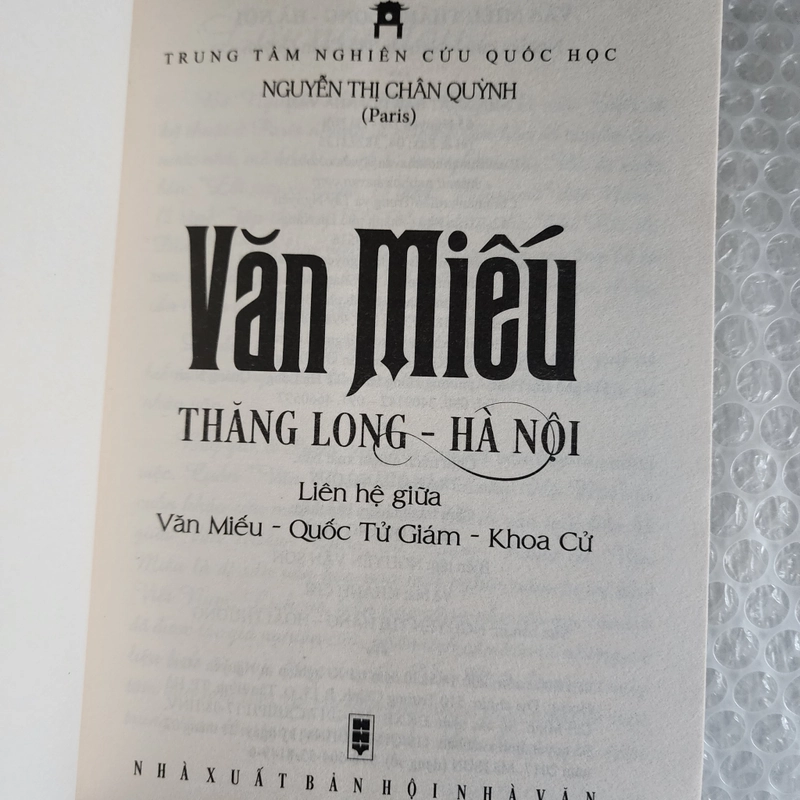 TRUNG TÂM NGHIÊN CỨU QUỐC HỌC
NGUYỄN THỊ CHÂN QUỲNH
(Paris)
Văn Miếu
THĂNG LONG - HÀ NỘI
Liên hệ giữa
Văn Miếu - Quốc Tử Giám - Khoa Cử
NHÀ XUẤT BẢN HỘI NHÀ VĂN